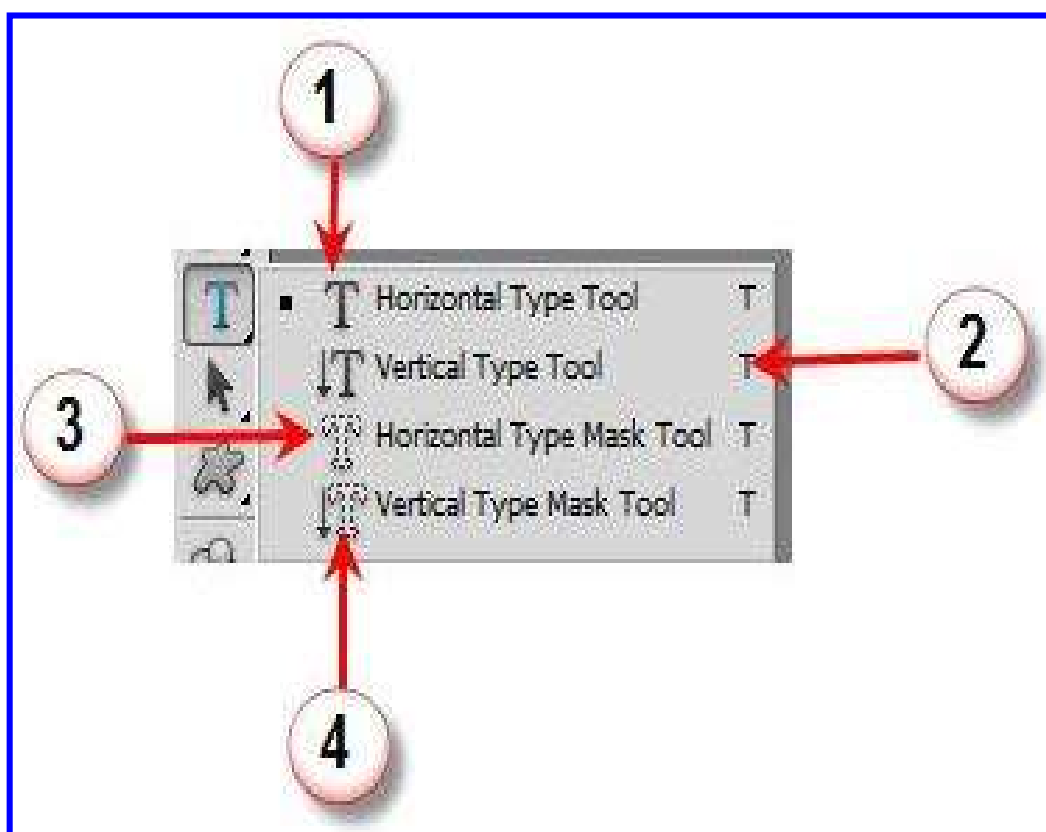 1
T
T Horizontal Type Tool T
T Vertical Type Tool T
2
3
T Horizontal Type Mask Tool T
T Vertical Type Mask Tool T
4